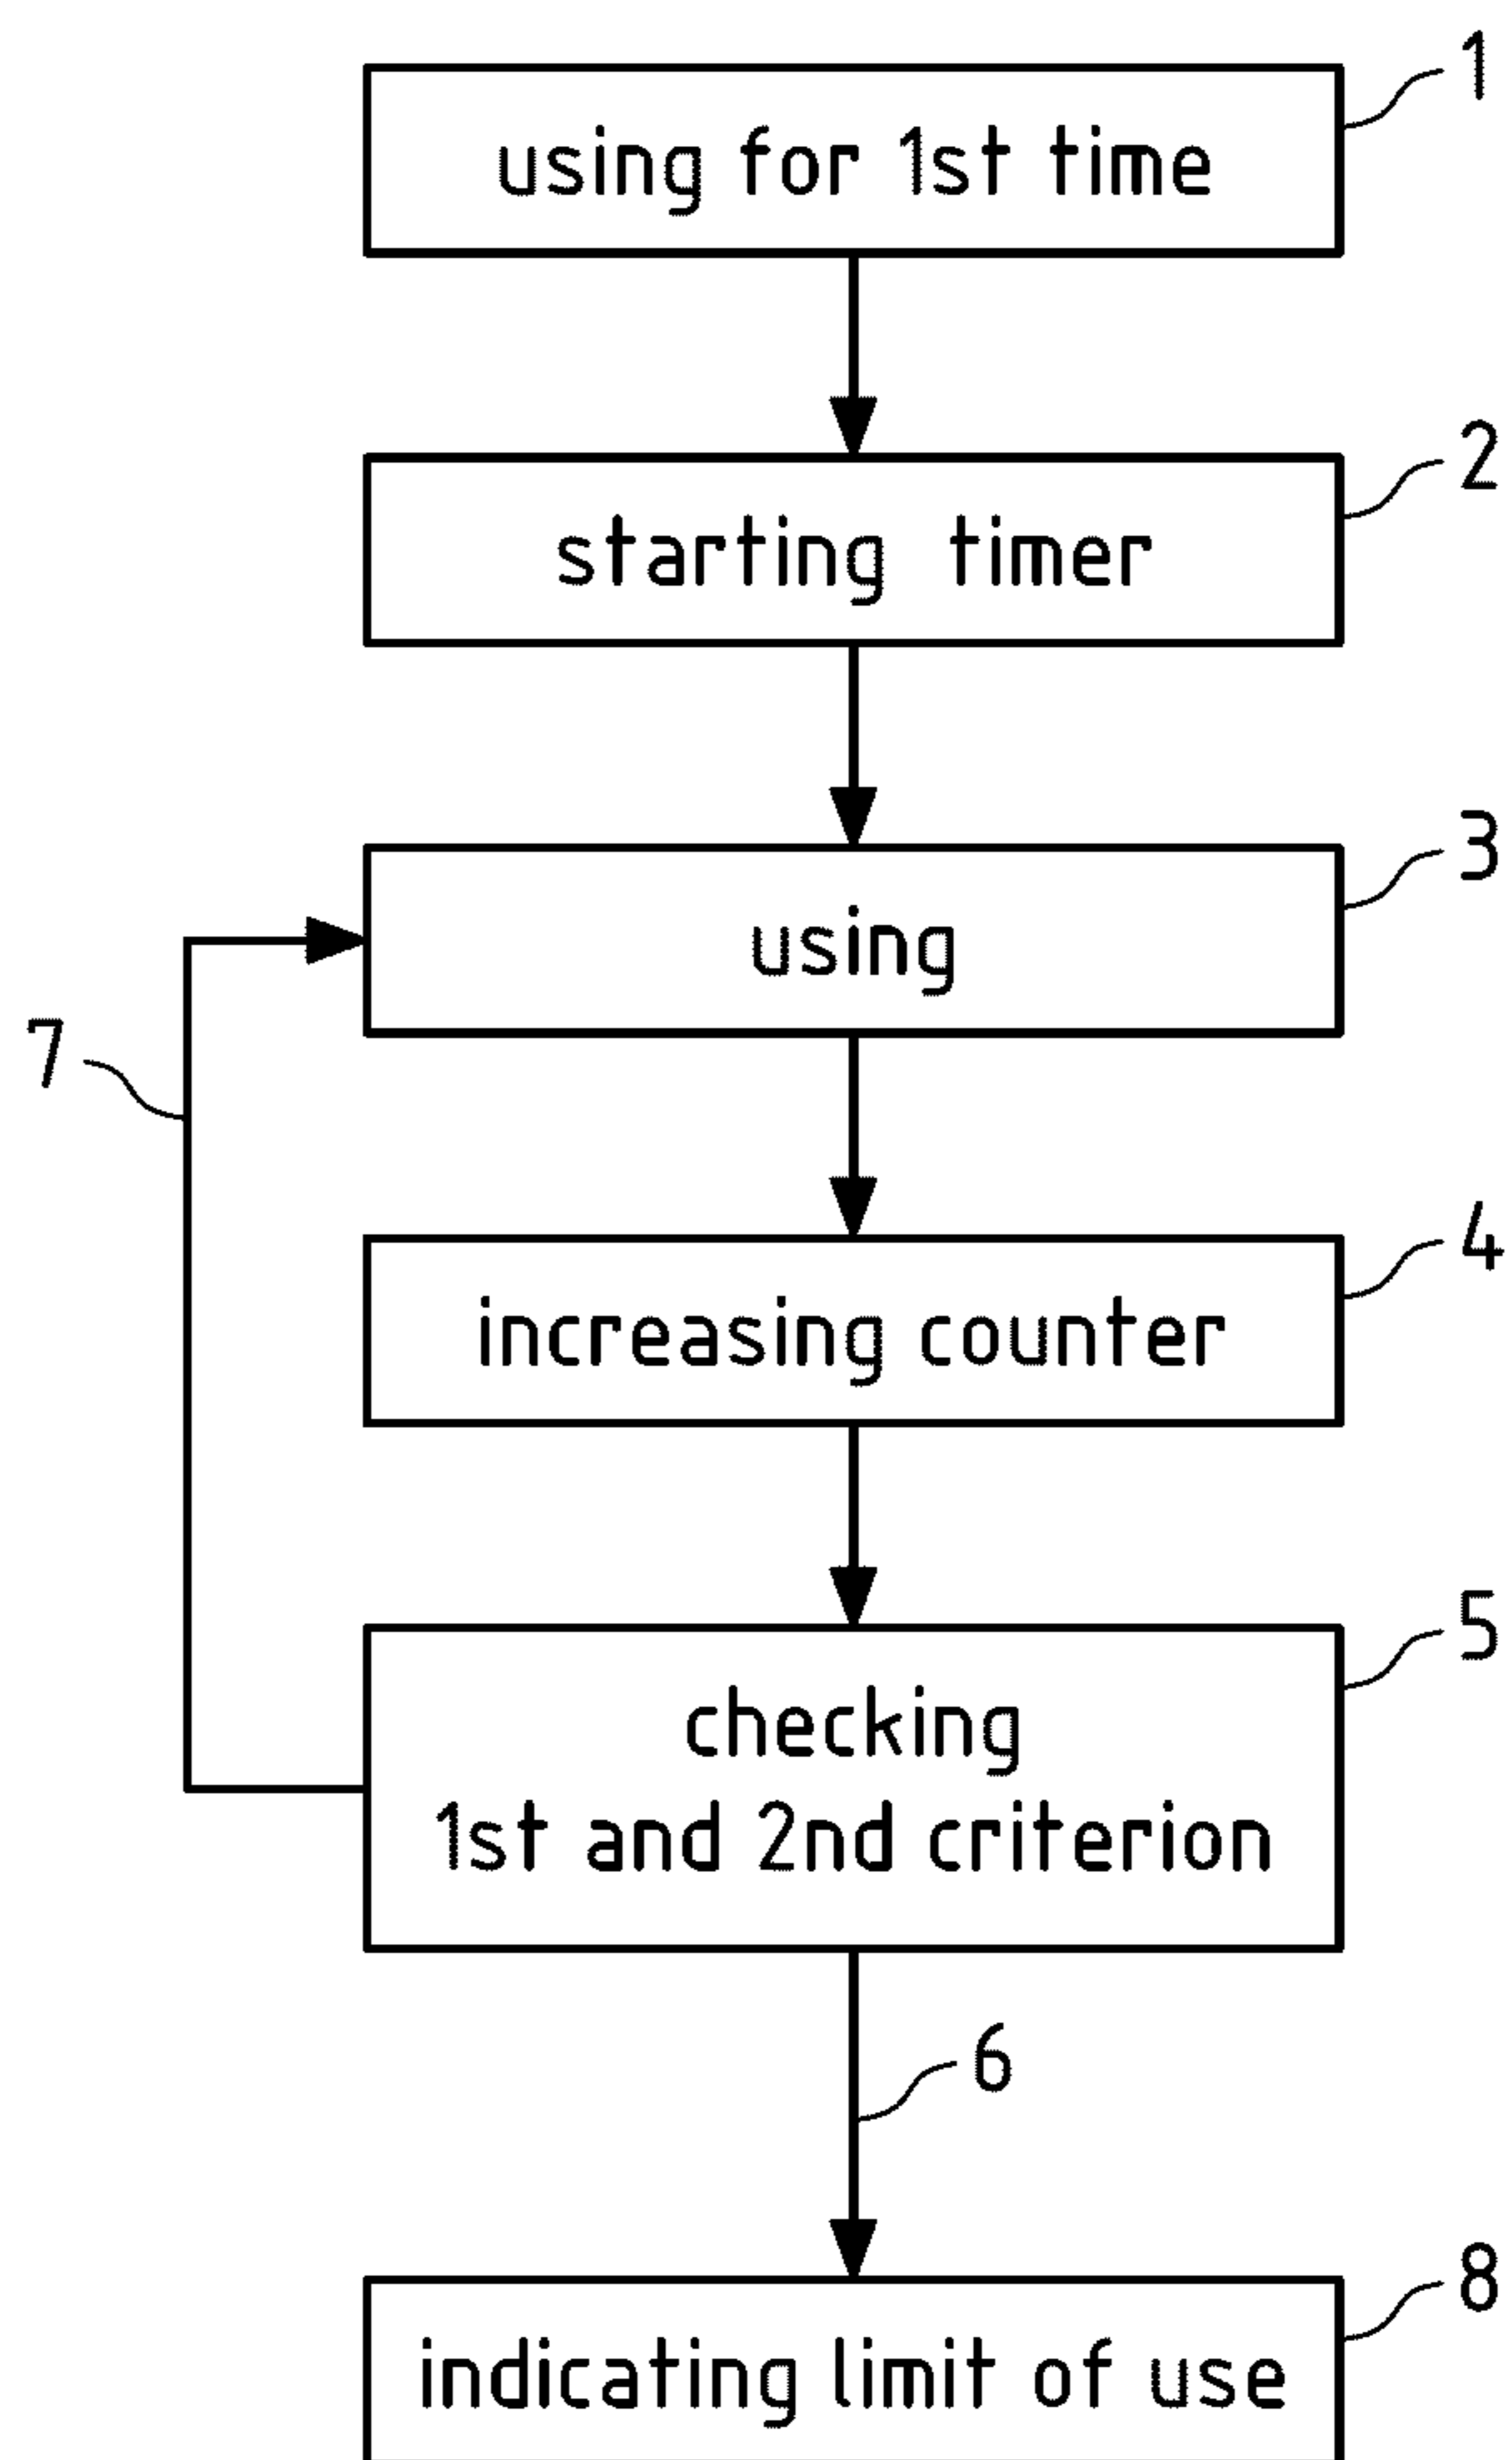 1
using for 1st time
2
starting timer
3
using
7
4
increasing counter
5
checking
1st and 2nd criterion
6
8
indicating limit of use